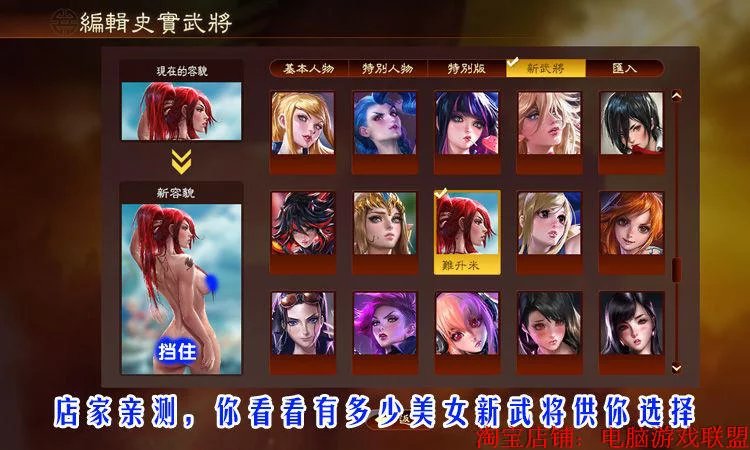 編輯史實武將
現在的容貌
基本人物 特別人物 特別版 新武將 匯入
新容貌
難升米
挡住
店家亲测，你看看有多少美女新武将供你选择
淘宝店铺：电脑游戏联盟